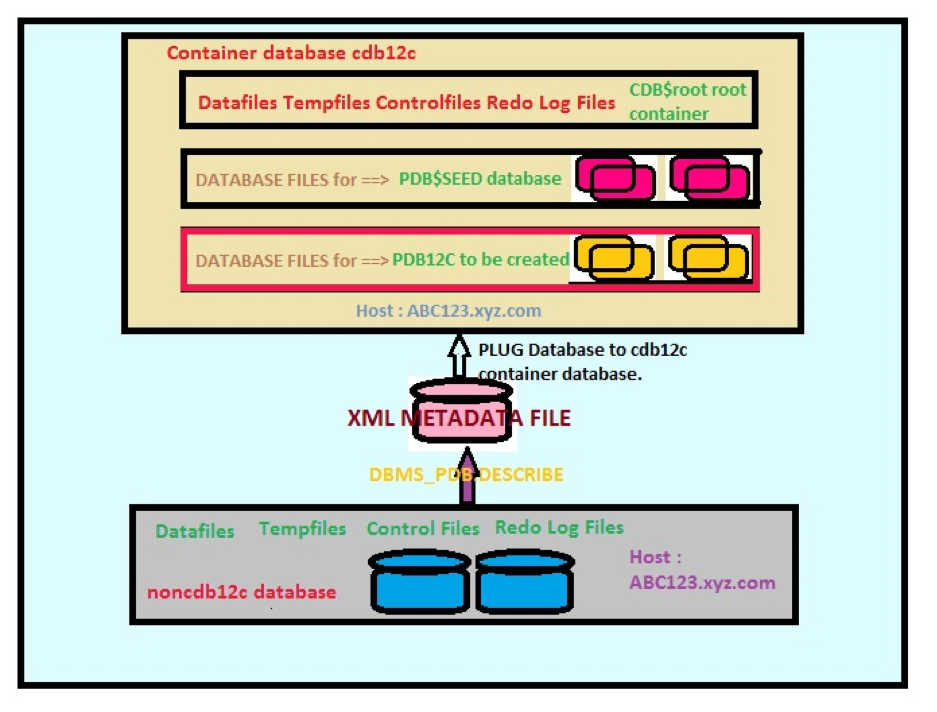 Container database cdb12c
Datafiles Tempfiles Controlfiles Redo Log Files
CDB$root root
container
DATABASE FILES for ==> PDB$SEED database
DATABASE FILES for ==> PDB12C to be created
Host : ABC123.xyz.com
PLUG Database to cdb12c
container database.
XML METADATA FILE
DBMS_PDB.DESCRIBE
Datafiles Tempfiles Control Files Redo Log Files
Host :
ABC123.xyz.com
noncdb12c database